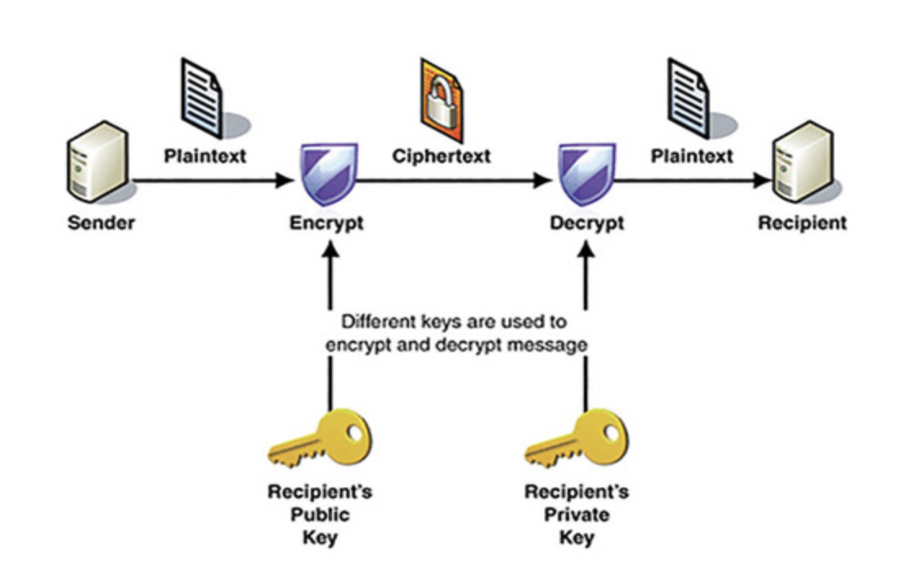 Plaintext
Ciphertext
Plaintext
Sender
Encrypt
Decrypt
Recipient
Different keys are used to
encrypt and decrypt message
Recipient's
Public
Key
Recipient's
Private
Key